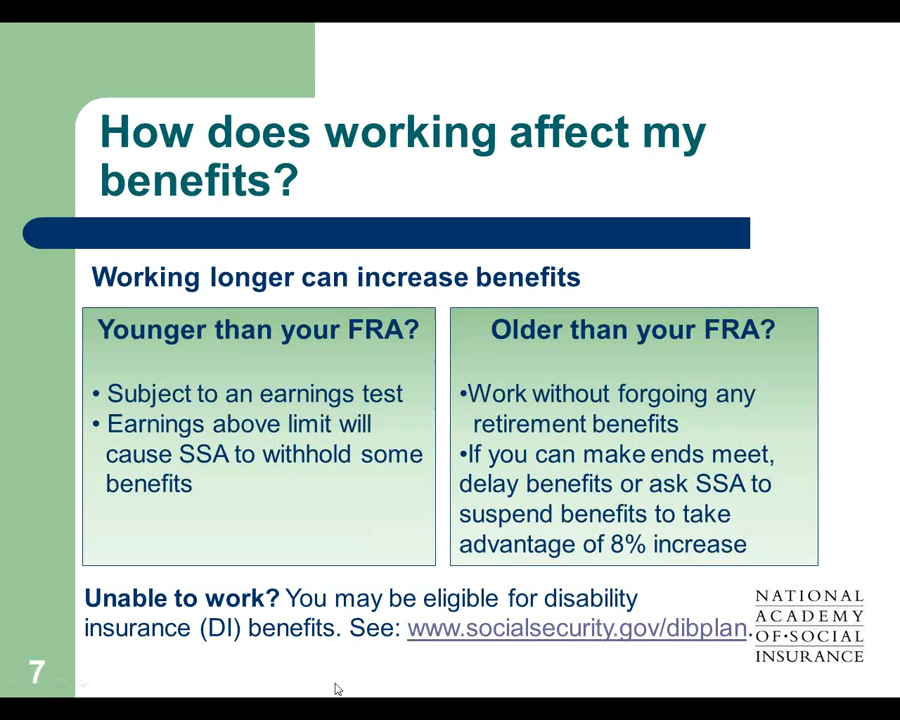 How does working affect my
benefits?
Working longer can increase benefits
Younger than your FRA?
• Subject to an earnings test
• Earnings above limit will
cause SSA to withhold some
benefits
Older than your FRA?
•Work without forgoing any
retirement benefits
•If you can make ends meet,
delay benefits or ask SSA to
suspend benefits to take
advantage of 8% increase
Unable to work? You may be eligible for disability
insurance (DI) benefits. See: www.socialsecurity.gov/dibplan.
NATIONAL
ACADEMY
OF•SOCIAL
INSURANCE
7